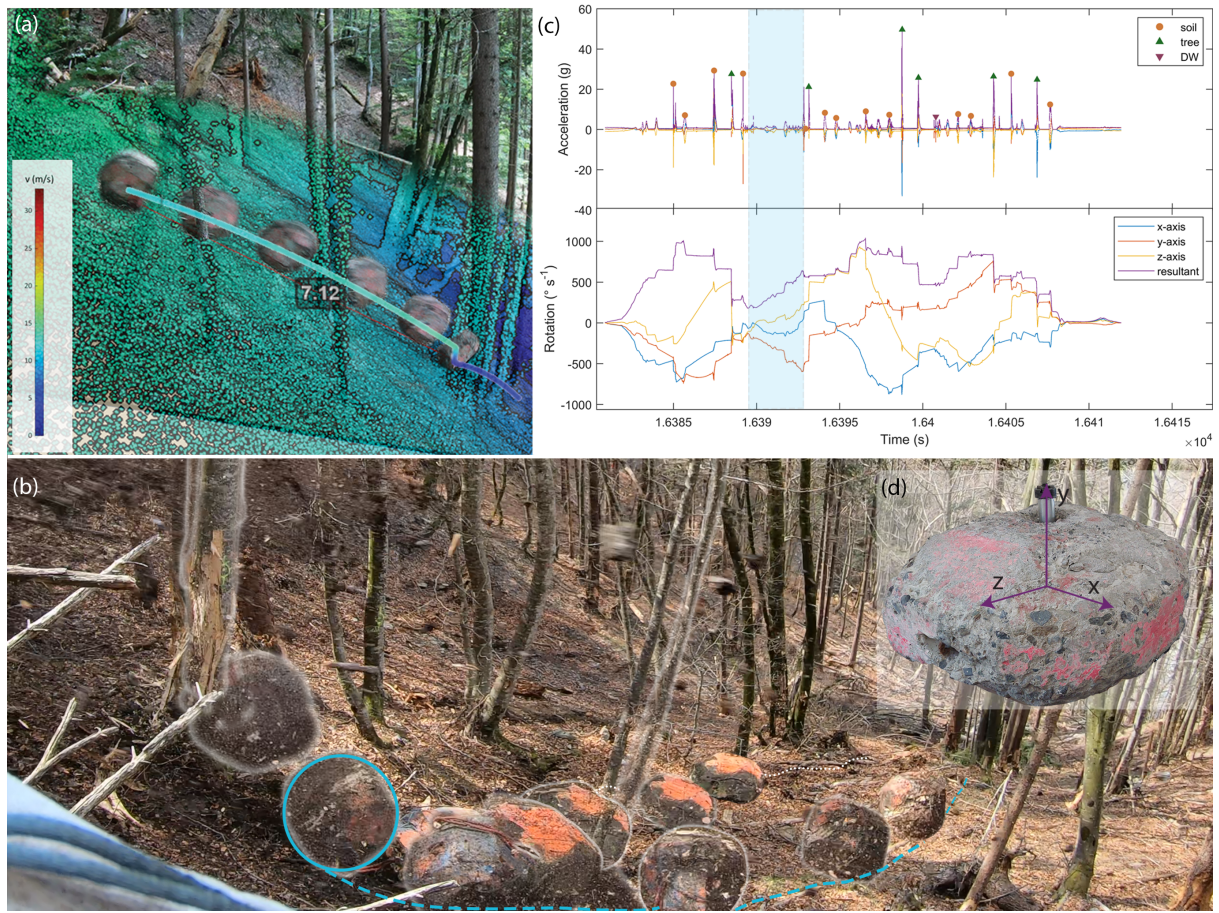 (a)
v (m/s)
30
25
20
15
10
5
0
7.12
(c)
Acceleration (g)
60
40
20
0
-20
-40
soil
tree
DW
Rotation (° s⁻¹)
1000
500
0
-500
-1000
x-axis
y-axis
z-axis
resultant
1.6385 1.639 1.6395 1.64 1.6405 1.641 1.6415
Time (s)
×10⁴
(b)
(d)
y
z
x